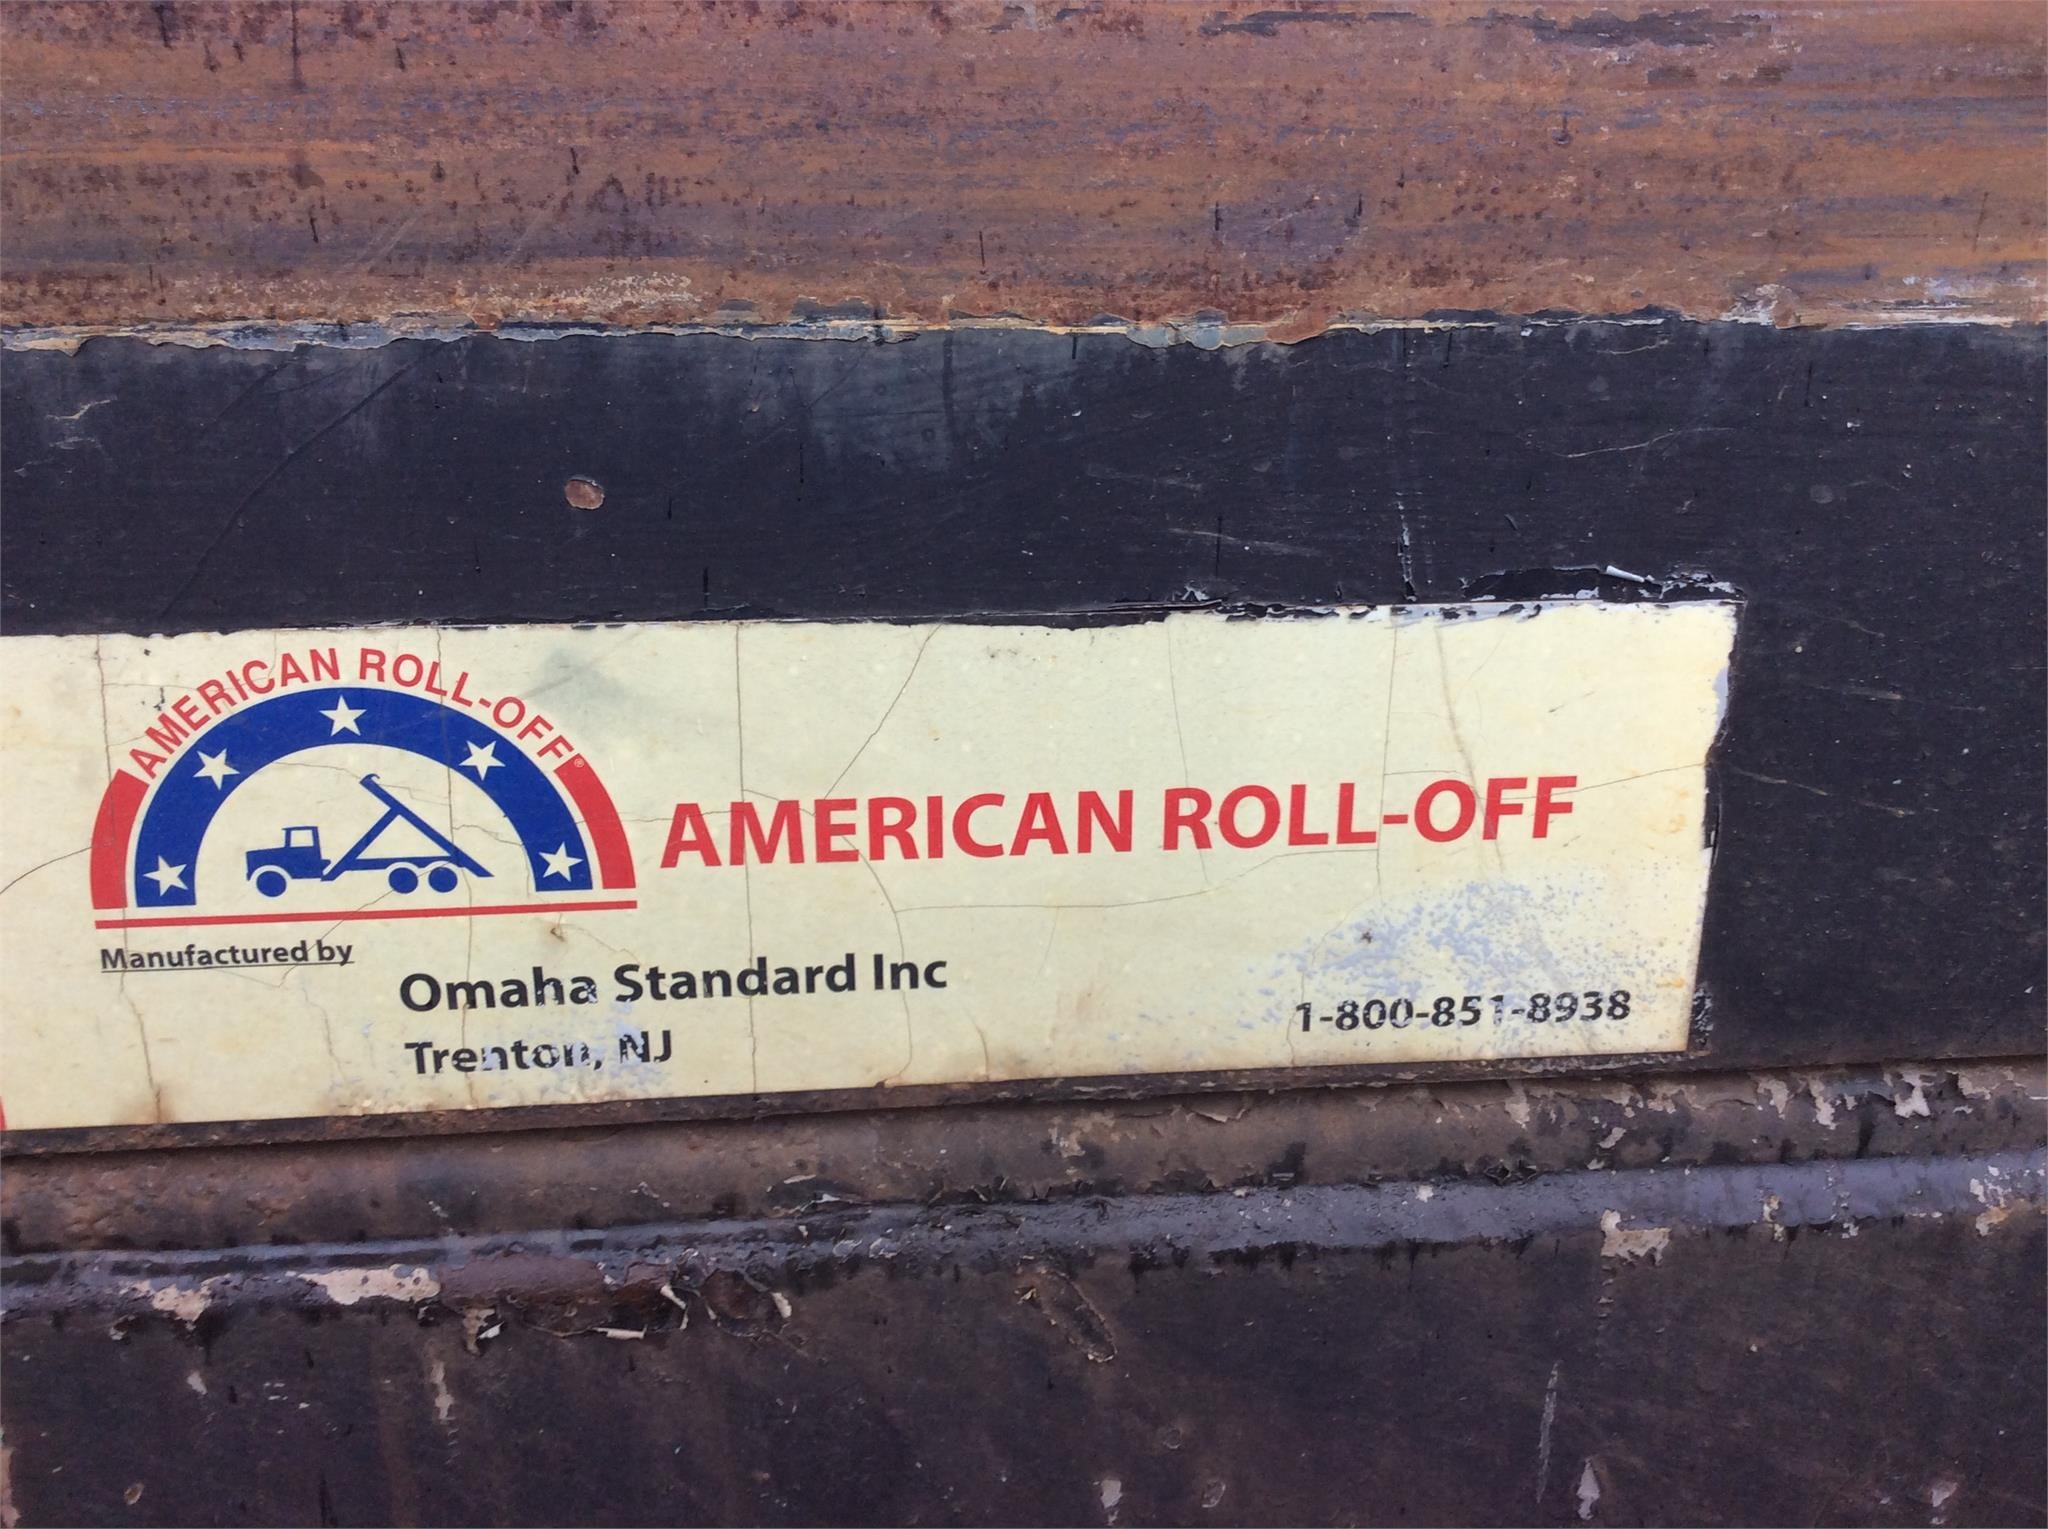 AMERICAN ROLL-OFF®
AMERICAN ROLL-OFF
Manufactured by
Omaha Standard Inc
Trenton, NJ
1-800-851-8938